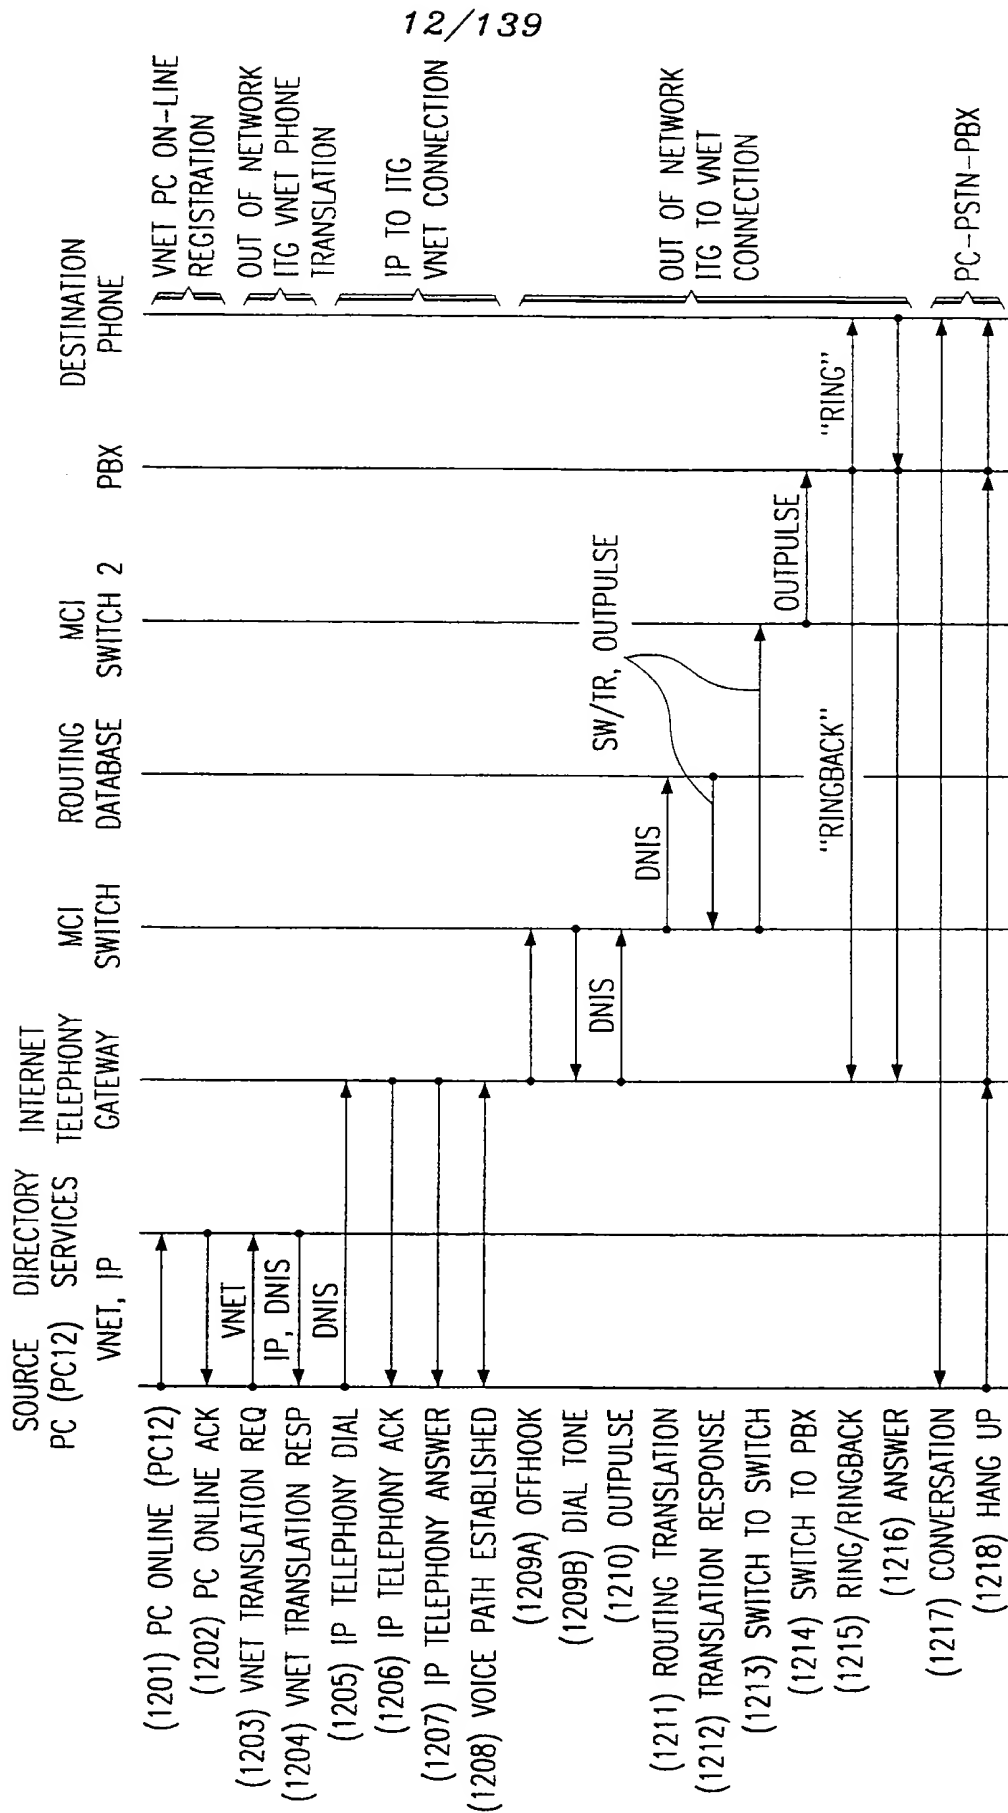 12/139
SOURCE
PC (PC12)
DIRECTORY
SERVICES
VNET, IP
INTERNET
TELEPHONY
GATEWAY
MCI
SWITCH
ROUTING
DATABASE
MCI
SWITCH 2
PBX
DESTINATION
PHONE
(1201) PC ONLINE (PC12)
(1202) PC ONLINE ACK
(1203) VNET TRANSLATION REQ
VNET
(1204) VNET TRANSLATION RESP
IP, DNIS
(1205) IP TELEPHONY DIAL
DNIS
(1206) IP TELEPHONY ACK
(1207) IP TELEPHONY ANSWER
(1208) VOICE PATH ESTABLISHED
(1209A) OFFHOOK
(1209B) DIAL TONE
(1210) OUTPULSE
DNIS
(1211) ROUTING TRANSLATION
DNIS
(1212) TRANSLATION RESPONSE
SW/TR, OUTPULSE
(1213) SWITCH TO SWITCH
(1214) SWITCH TO PBX
OUTPULSE
(1215) RING/RINGBACK
"RINGBACK"
"RING"
(1216) ANSWER
(1217) CONVERSATION
(1218) HANG UP
VNET PC ON-LINE
REGISTRATION
OUT OF NETWORK
ITG VNET PHONE
TRANSLATION
IP TO ITG
VNET CONNECTION
OUT OF NETWORK
ITG TO VNET
CONNECTION
PC-PSTN-PBX